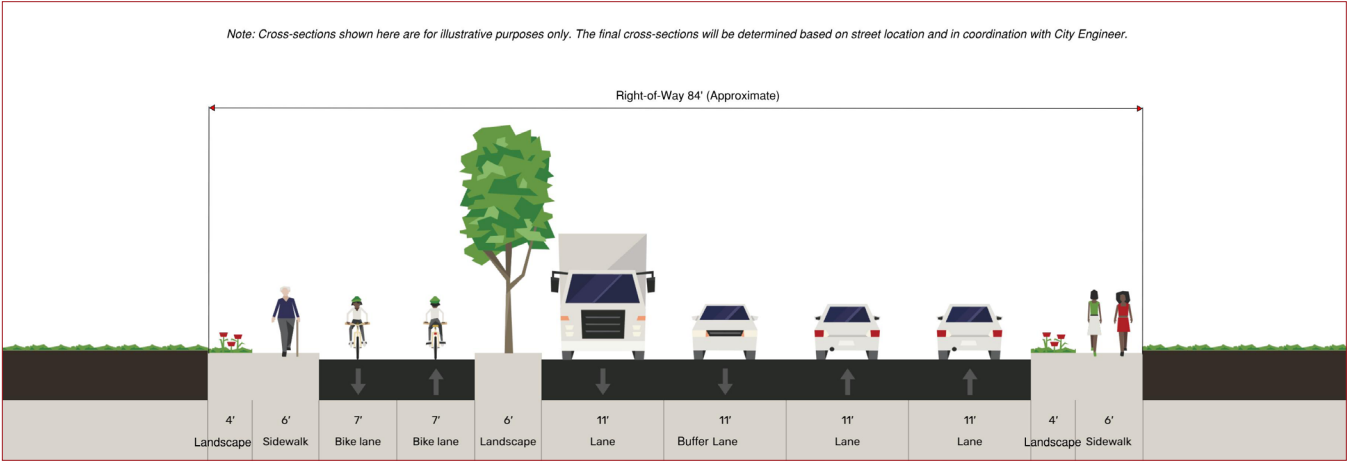 Note: Cross-sections shown here are for illustrative purposes only. The final cross-sections will be determined based on street location and in coordination with City Engineer.
Right-of-Way 84' (Approximate)
4' 6' 7' 7' 6' 11' 11' 11' 11' 4' 6'
Landscape Sidewalk Bike lane Bike lane Landscape Lane Buffer Lane Lane Lane Landscape Sidewalk